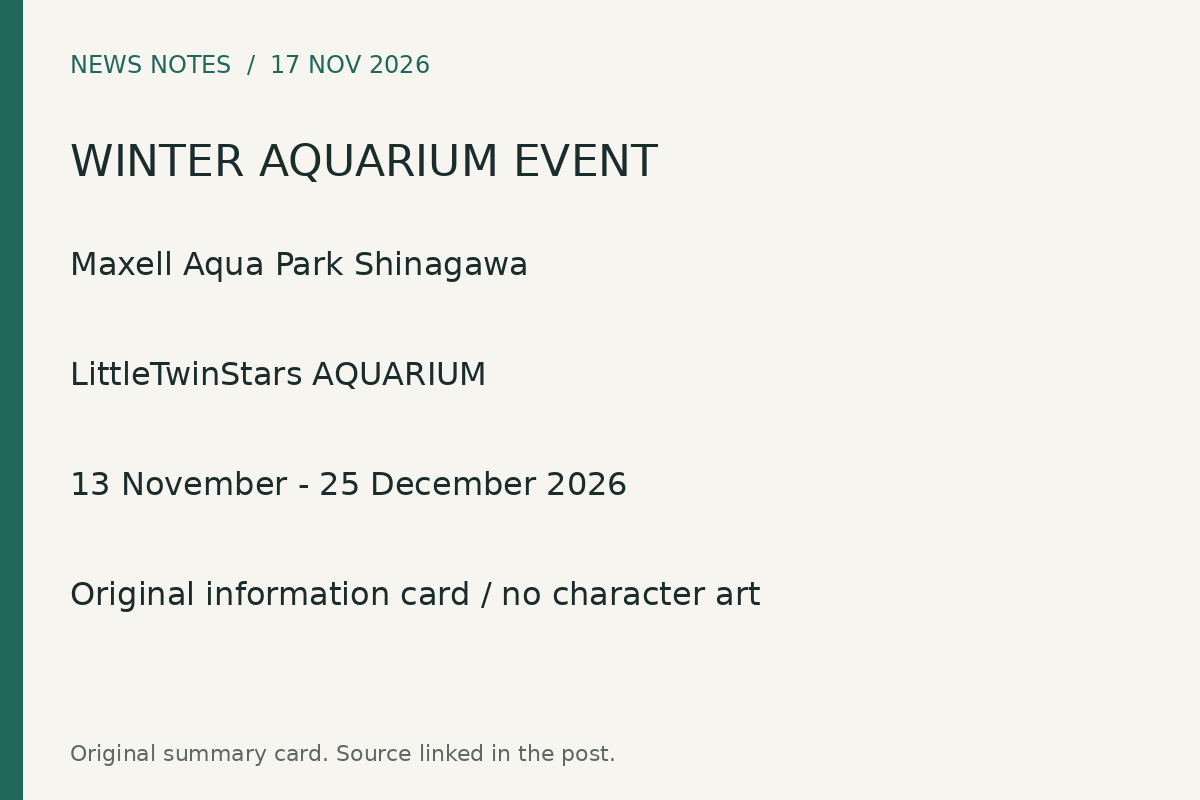 NEWS NOTES / 17 NOV 2026
WINTER AQUARIUM EVENT
Maxell Aqua Park Shinagawa
LittleTwinStars AQUARIUM
13 November - 25 December 2026
Original information card / no character art
Original summary card. Source linked in the post.